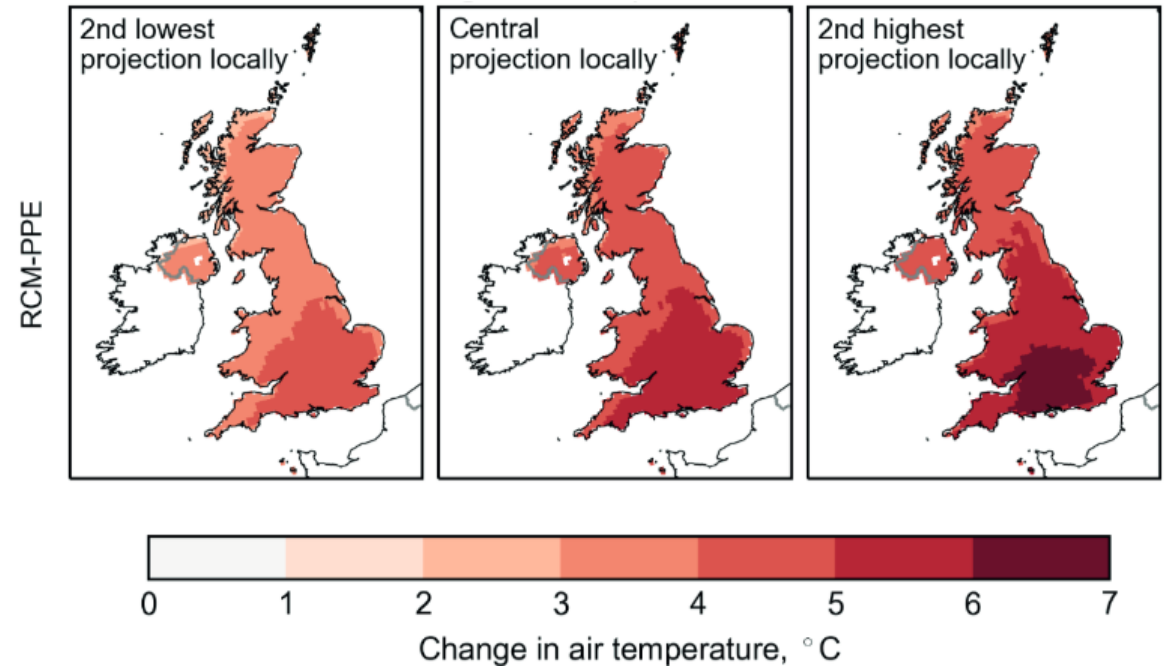 2nd lowest
projection locally
Central
projection locally
2nd highest
projection locally
RCM-PPE
0 1 2 3 4 5 6 7
Change in air temperature, °C